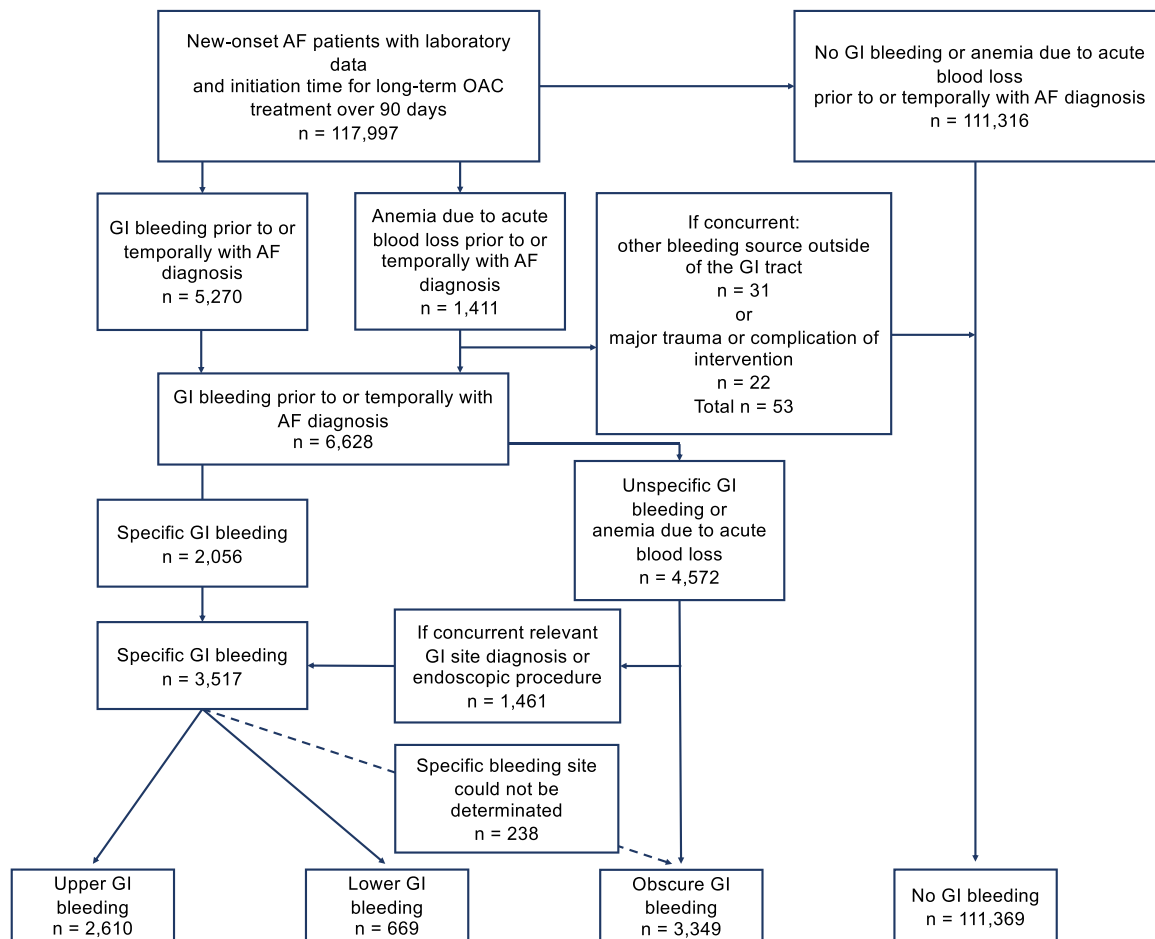 New-onset AF patients with laboratory
data
and initiation time for long-term OAC
treatment over 90 days
n = 117,997
No GI bleeding or anemia due to acute
blood loss
prior to or temporally with AF diagnosis
n = 111,316
GI bleeding prior to or
temporally with AF
diagnosis
n = 5,270
Anemia due to acute
blood loss prior to or
temporally with AF
diagnosis
n = 1,411
If concurrent:
other bleeding source outside
of the GI tract
n = 31
or
major trauma or complication of
intervention
n = 22
Total n = 53
GI bleeding prior to or temporally with
AF diagnosis
n = 6,628
Unspecific GI
bleeding or
anemia due to acute
blood loss
n = 4,572
Specific GI bleeding
n = 2,056
Specific GI bleeding
n = 3,517
If concurrent relevant
GI site diagnosis or
endoscopic procedure
n = 1,461
Specific bleeding site
could not be
determined
n = 238
Upper GI
bleeding
n = 2,610
Lower GI
bleeding
n = 669
Obscure GI
bleeding
n = 3,349
No GI bleeding
n = 111,369